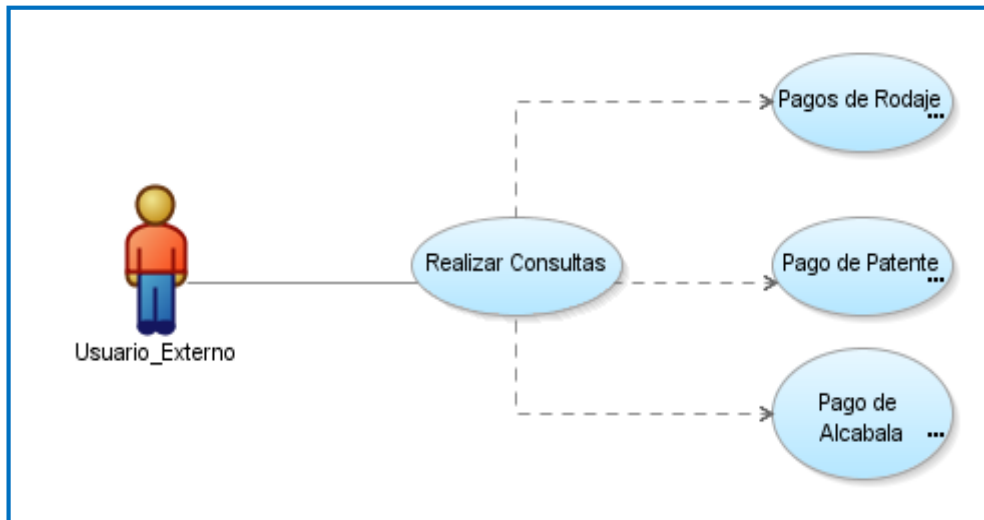 Pagos de Rodaje
Realizar Consultas
Pago de Patente
Usuario_Externo
Pago de
Alcabala